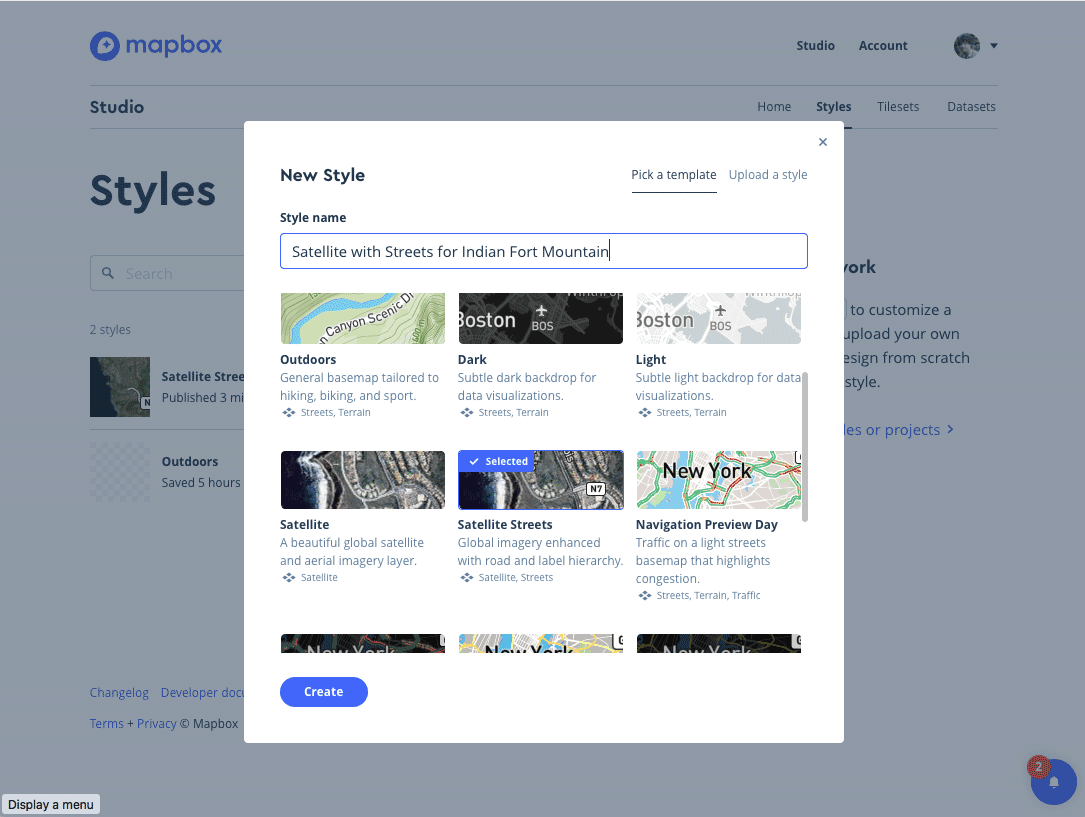 mapbox
Studio Account
Studio
Home Styles Tilesets Datasets
Styles
Search
2 styles
Satellite Stree
Published 3 mi
Outdoors
Saved 5 hours
Changelog Developer docu
Terms + Privacy © Mapbox
ork
to customize a
upload your own
esign from scratch
style.
les or projects
New Style
Pick a template Upload a style
Style name
Satellite with Streets for Indian Fort Mountain
Canyon Scenic Dr
Boston
BOS
Boston
BOS
Outdoors
General basemap tailored to
hiking, biking, and sport.
Streets, Terrain
Dark
Subtle dark backdrop for
data visualizations.
Streets, Terrain
Light
Subtle light backdrop for data
visualizations.
Streets, Terrain
Selected
N7
New York
Satellite
A beautiful global satellite
and aerial imagery layer.
Satellite
Satellite Streets
Global imagery enhanced
with road and label hierarchy.
Satellite, Streets
Navigation Preview Day
Traffic on a light streets
basemap that highlights
congestion.
Streets, Terrain, Traffic
New York
New York
New York
Create
2
Display a menu